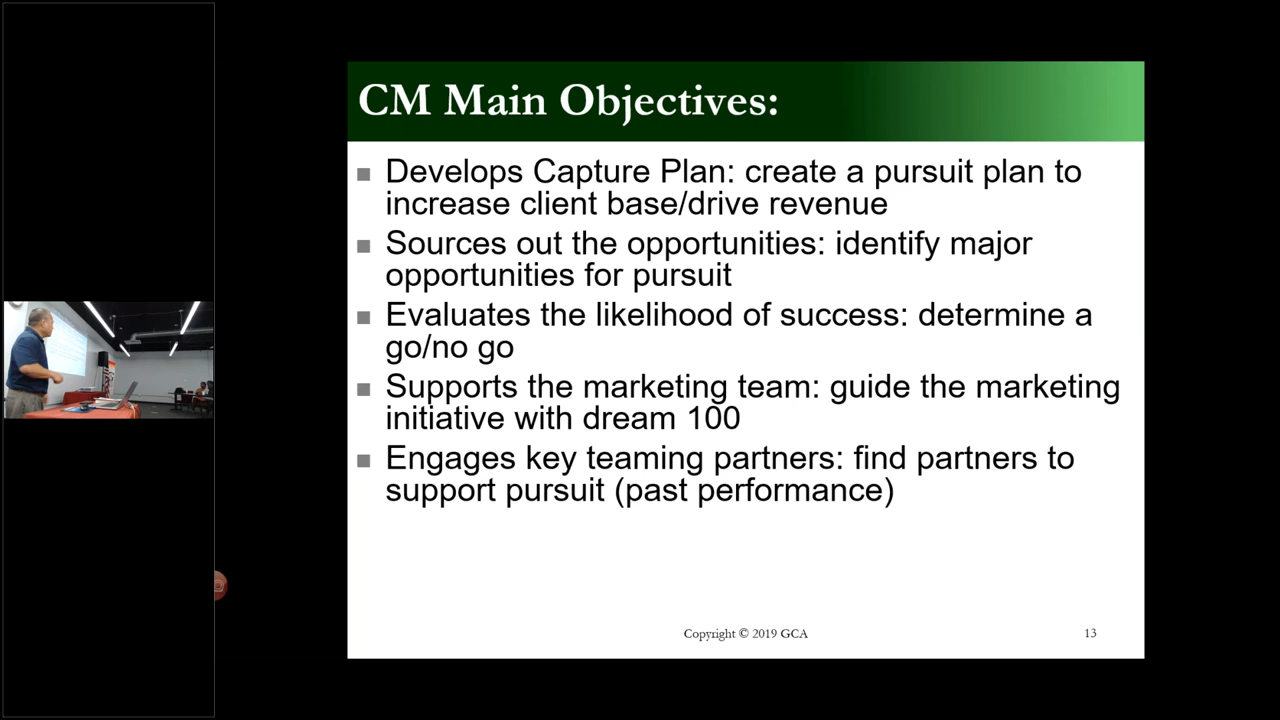 CM Main Objectives:
Develops Capture Plan: create a pursuit plan to
increase client base/drive revenue
Sources out the opportunities: identify major
opportunities for pursuit
Evaluates the likelihood of success: determine a
go/no go
Supports the marketing team: guide the marketing
initiative with dream 100
Engages key teaming partners: find partners to
support pursuit (past performance)
Copyright © 2019 GCA
13